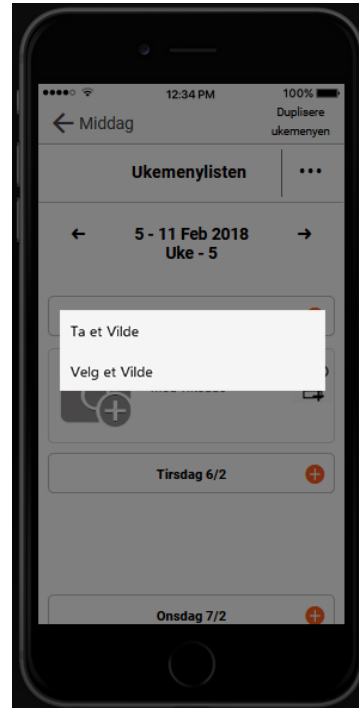 12:34 PM
100%
Middag
Duplisere
ukemenyen
Ukemenylisten
5 - 11 Feb 2018
Uke - 5
Ta et Vilde
Velg et Vilde
Tirsdag 6/2
Onsdag 7/2